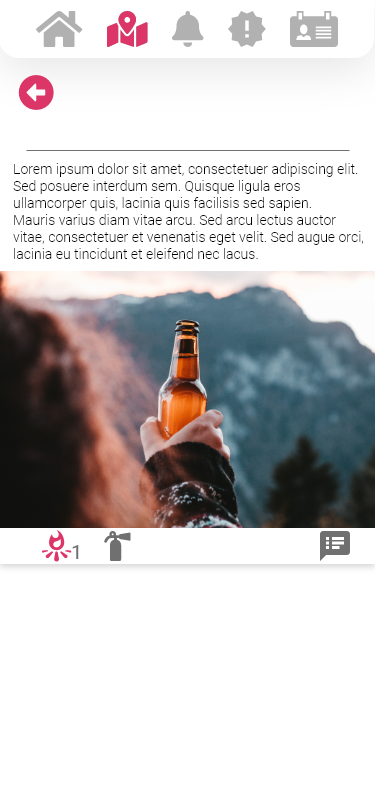 Lorem ipsum dolor sit amet, consectetuer adipiscing elit.
Sed posuere interdum sem. Quisque ligula eros
ullamcorper quis, lacinia quis facilisis sed sapien.
Mauris varius diam vitae arcu. Sed arcu lectus auctor
vitae, consectetuer et venenatis eget velit. Sed augue orci,
lacinia eu tincidunt et eleifend nec lacus.
1